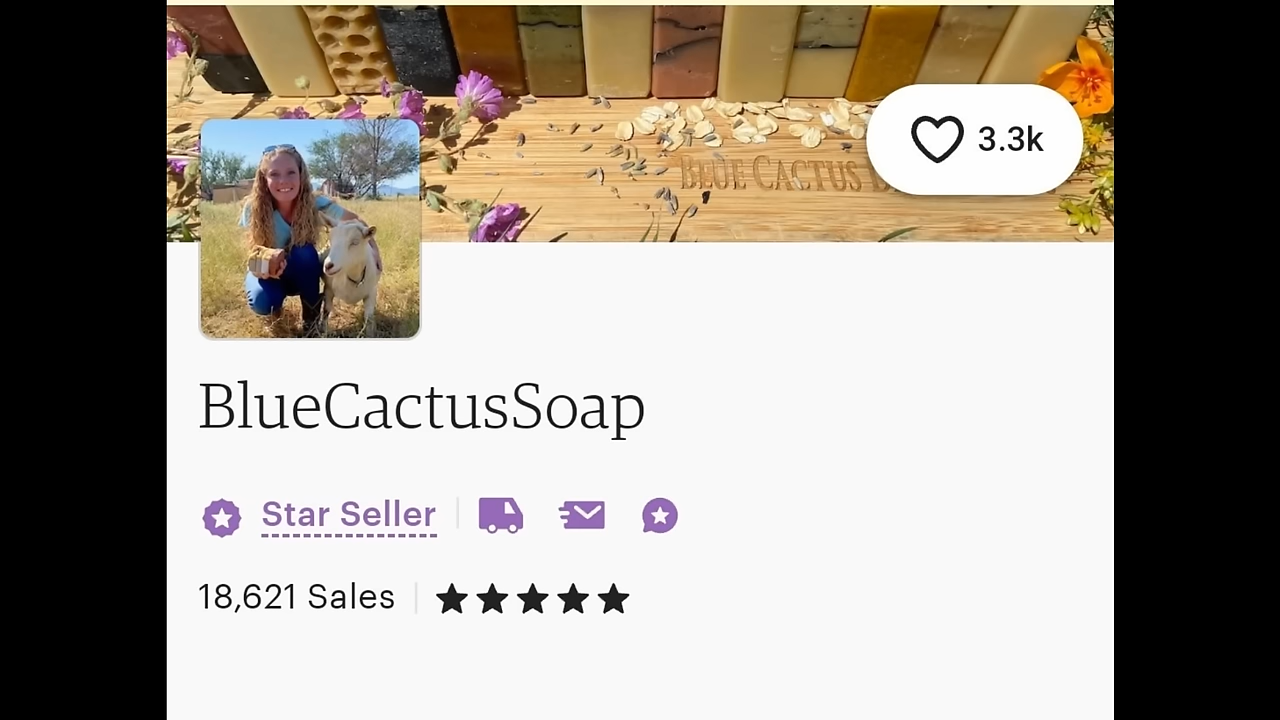 3.3k
BLUE CACTUS
BlueCactusSoap
Star Seller
18,621 Sales